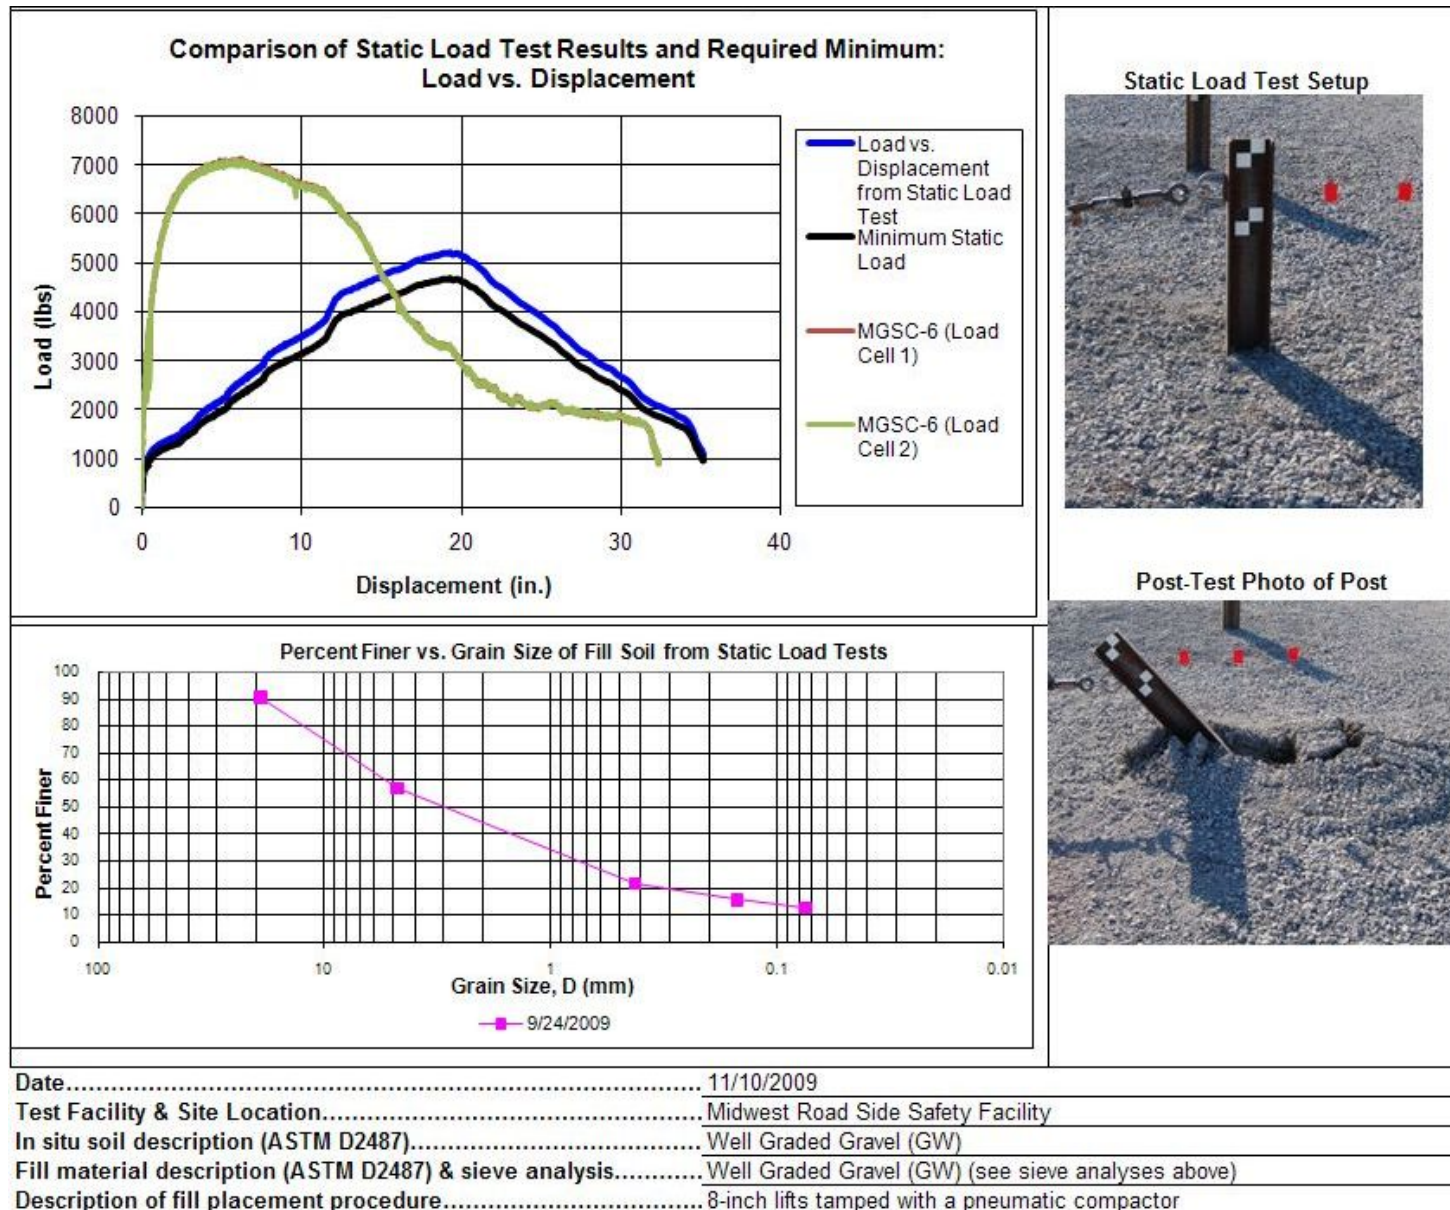 Comparison of Static Load Test Results and Required Minimum:
Load vs. Displacement
8000
7000
6000
5000
4000
3000
2000
1000
0
Load (lbs)
0 10 20 30 40
Displacement (in.)
Load vs.
Displacement
from Static Load
Test
Minimum Static
Load
MGSC-6 (Load
Cell 1)
MGSC-6 (Load
Cell 2)
Static Load Test Setup
Post-Test Photo of Post
Percent Finer vs. Grain Size of Fill Soil from Static Load Tests
100
90
80
70
60
50
40
30
20
10
0
Percent Finer
100 10 1 0.1 0.01
Grain Size, D (mm)
9/24/2009
Date........................................................................................ 11/10/2009
Test Facility & Site Location..................................................... Midwest Road Side Safety Facility
In situ soil description (ASTM D2487)........................................ Well Graded Gravel (GW)
Fill material description (ASTM D2487) & sieve analysis............ Well Graded Gravel (GW) (see sieve analyses above)
Description of fill placement procedure.................................... 8-inch lifts tamped with a pneumatic compactor